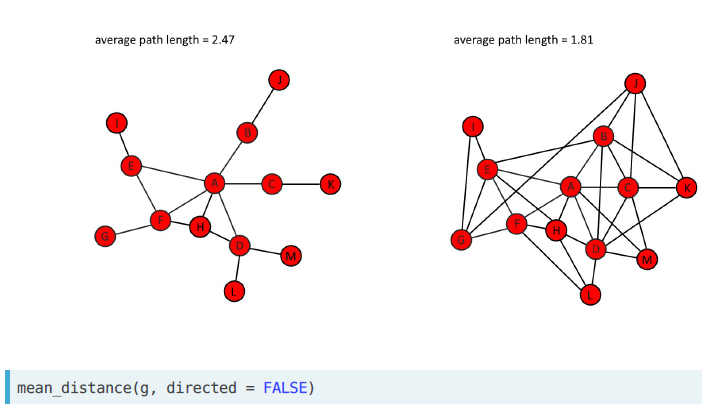 average path length = 2.47
average path length = 1.81
J
I
B
E
A
C
K
F
H
G
D
M
L
J
I
B
E
A
C
K
F
H
G
D
M
L
mean_distance(g, directed = FALSE)